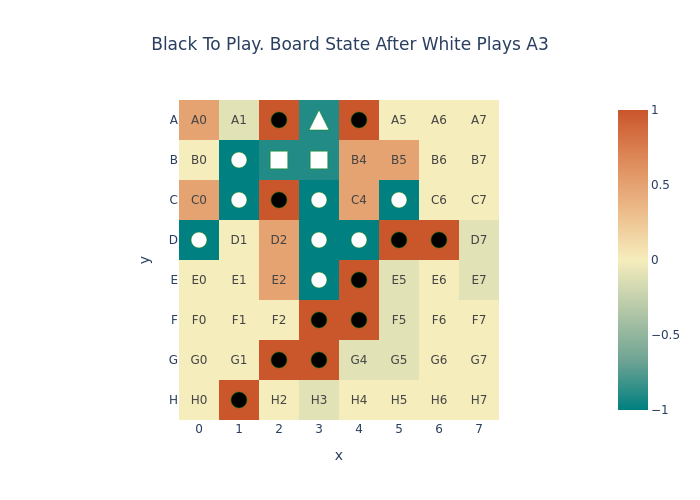 Black To Play. Board State After White Plays A3
A A0 A1 A5 A6 A7
B B0 B4 B5 B6 B7
C C0 C4 C6 C7
D D1 D2 D7
E E0 E1 E2 E5 E6 E7
F F0 F1 F2 F5 F6 F7
G G0 G1 G4 G5 G6 G7
H H0 H2 H3 H4 H5 H6 H7
0 1 2 3 4 5 6 7
x
y
1
0.5
0
−0.5
−1